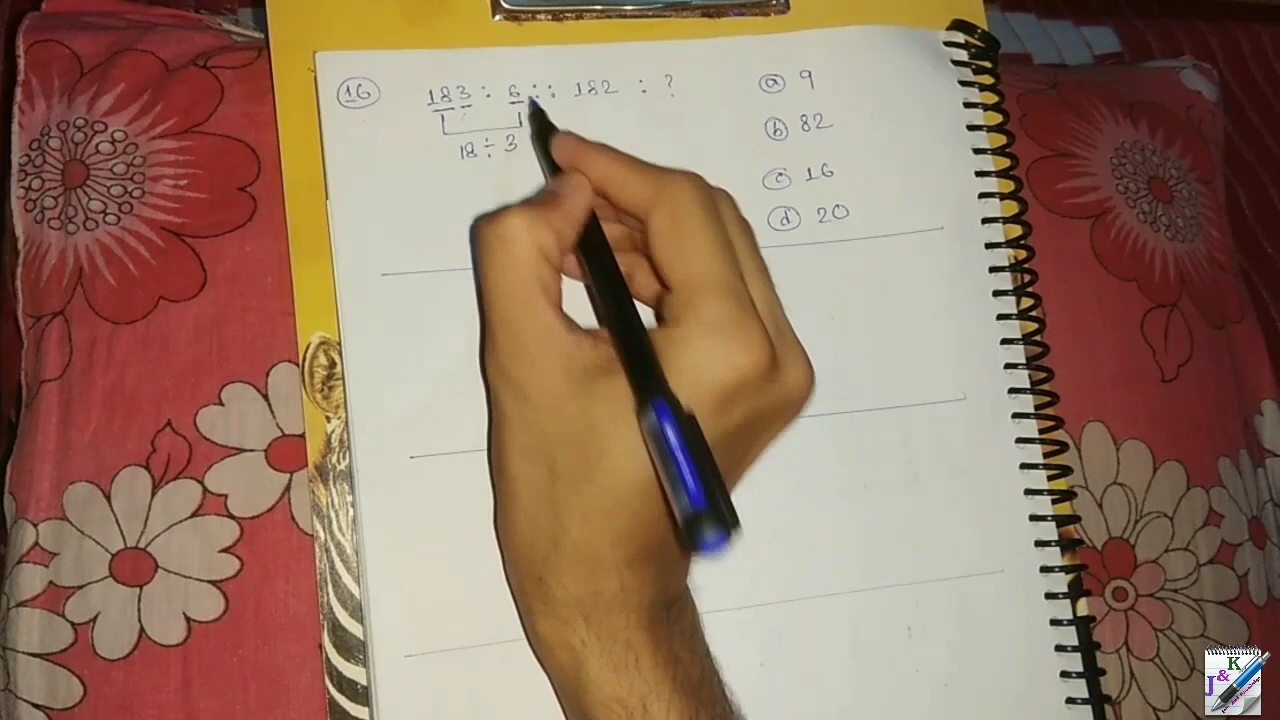 16 183 : 6 :: 182 : ?
18 ÷ 3
a 9
b 82
c 16
d 20
J & K